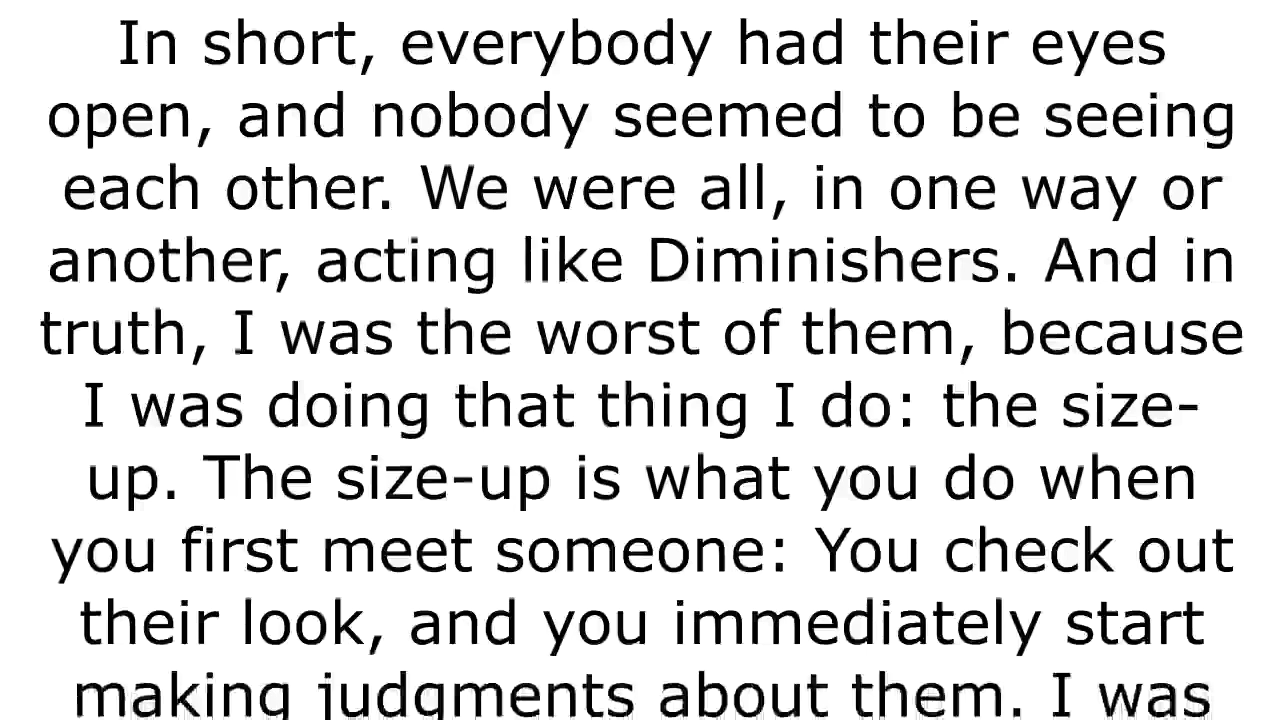 In short, everybody had their eyes
open, and nobody seemed to be seeing
each other. We were all, in one way or
another, acting like Diminishers. And in
truth, I was the worst of them, because
I was doing that thing I do: the size-
up. The size-up is what you do when
you first meet someone: You check out
their look, and you immediately start
making judgments about them. I was